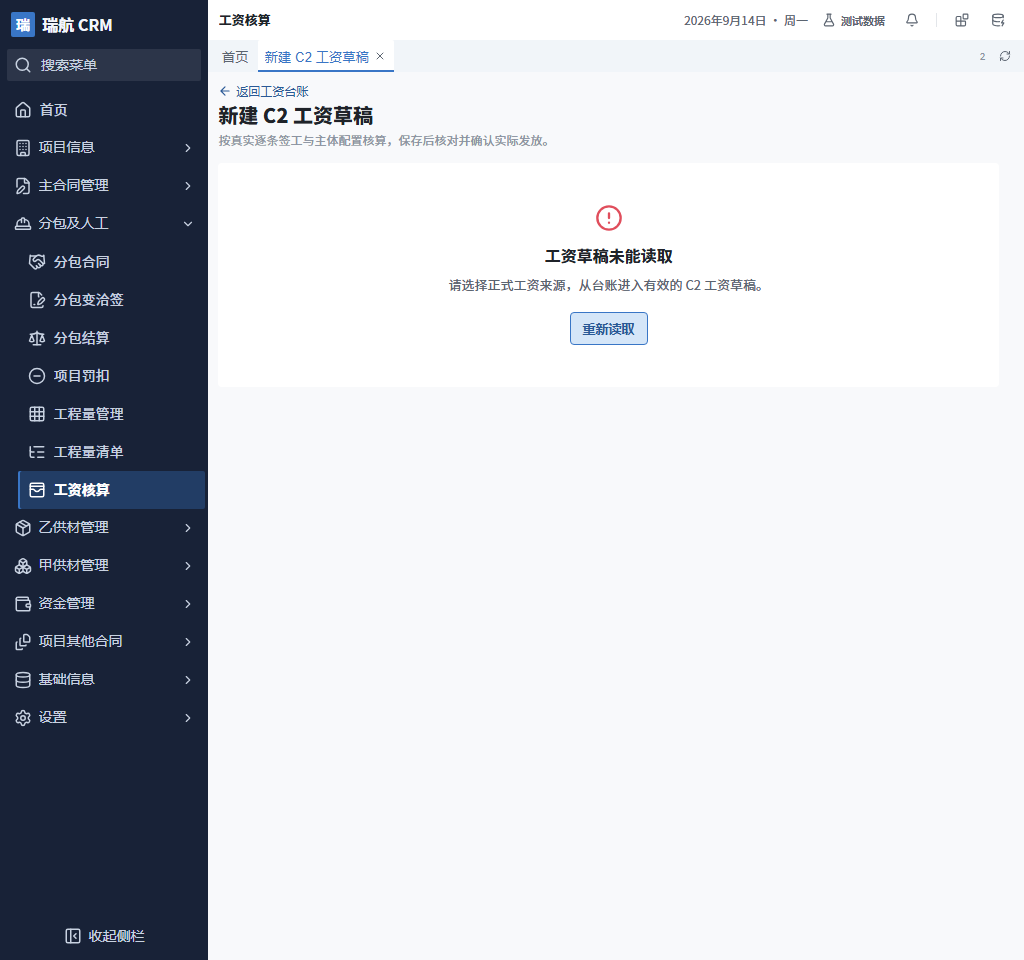 瑞 瑞航 CRM
搜索菜单
首页
项目信息
主合同管理
分包及人工
分包合同
分包变洽签
分包结算
项目罚扣
工程量管理
工程量清单
工资核算
乙供材管理
甲供材管理
资金管理
项目其他合同
基础信息
设置
收起侧栏
工资核算
2026年9月14日 · 周一
测试数据
首页
新建 C2 工资草稿
2
返回工资台账
新建 C2 工资草稿
按真实逐条签工与主体配置核算，保存后核对并确认实际发放。
工资草稿未能读取
请选择正式工资来源，从台账进入有效的 C2 工资草稿。
重新读取